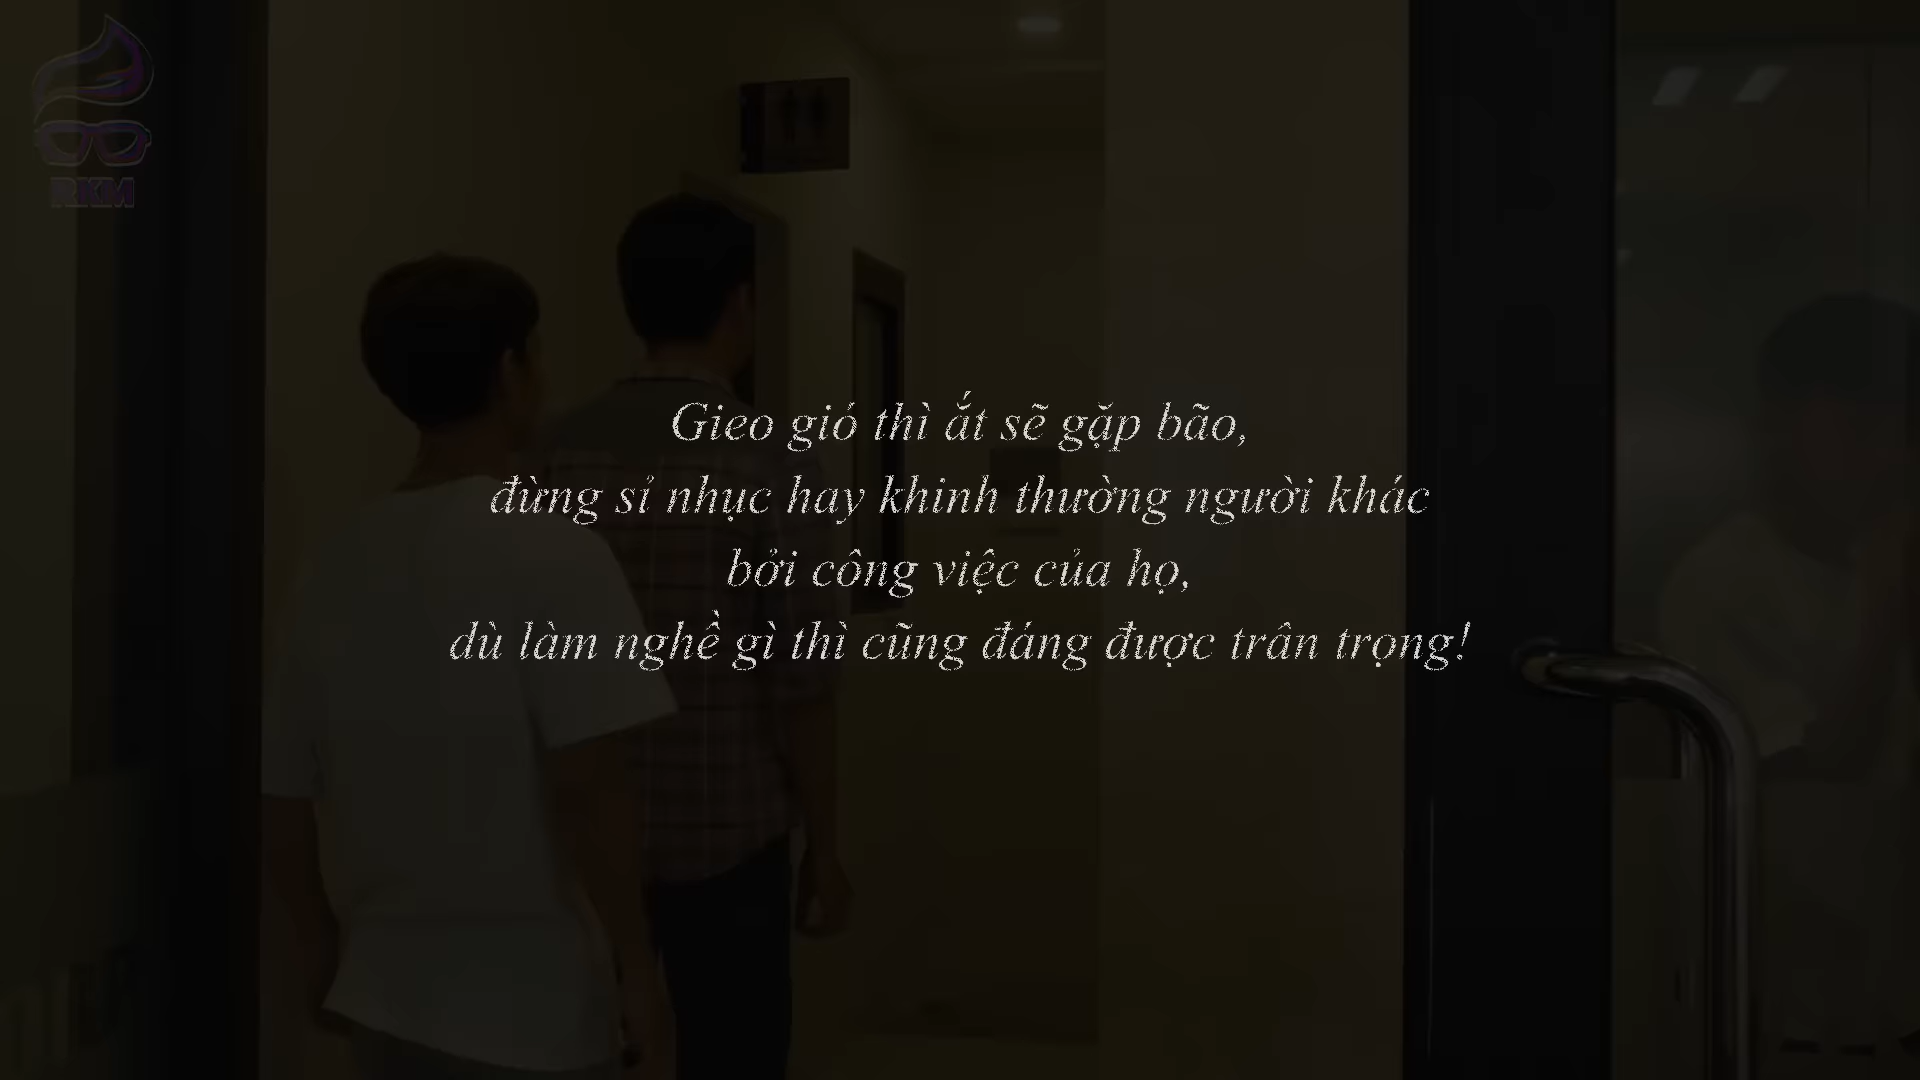 RKM
Gieo gió thì ắt sẽ gặp bão,
đừng sỉ nhục hay khinh thường người khác
bởi công việc của họ,
dù làm nghề gì thì cũng đáng được trân trọng!